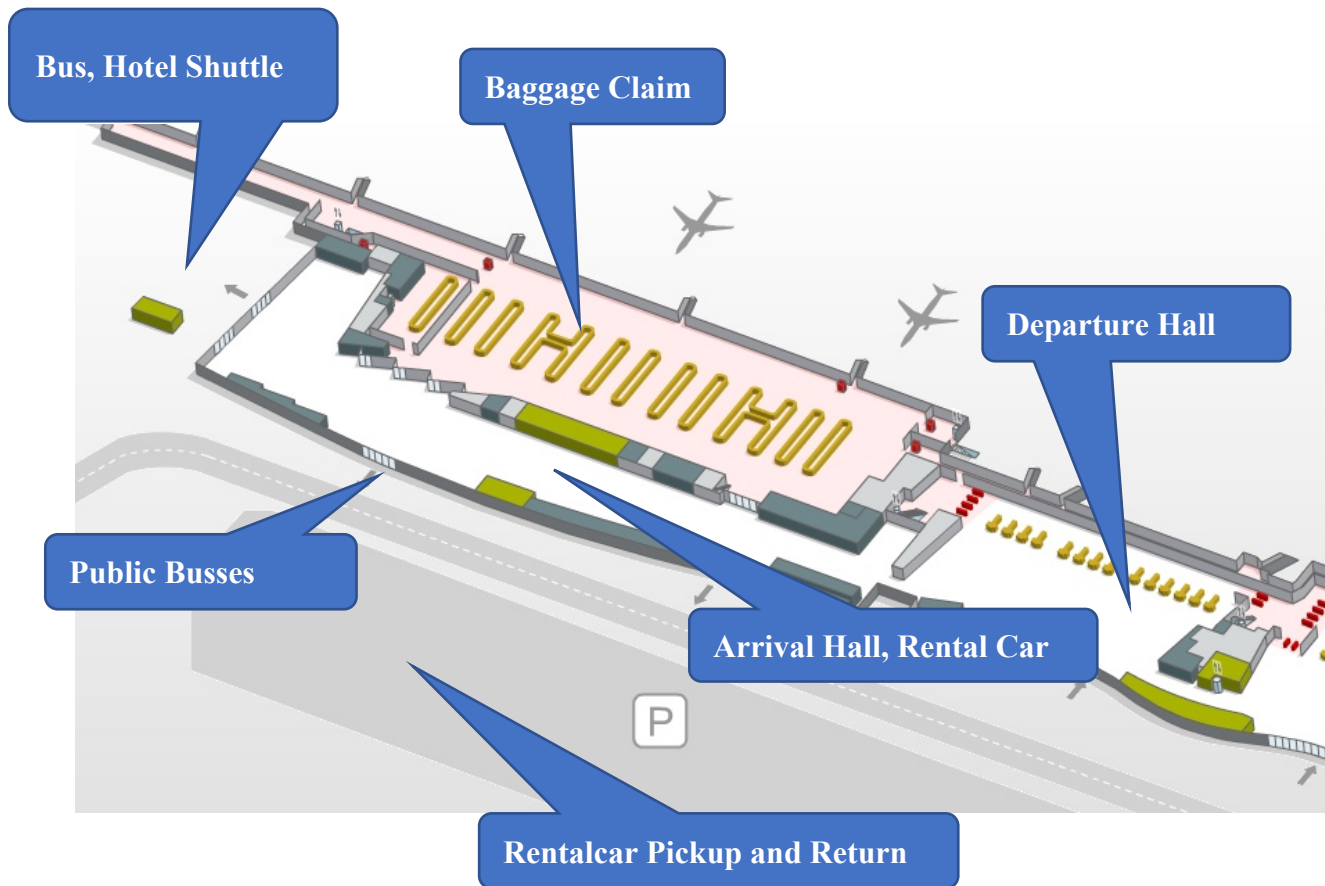 Bus, Hotel Shuttle
Baggage Claim
Departure Hall
Public Busses
Arrival Hall, Rental Car
P
Rentalcar Pickup and Return